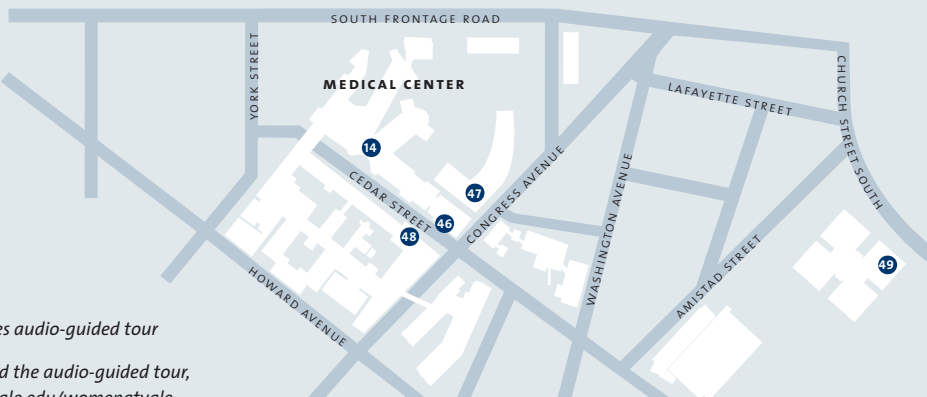 SOUTH FRONTAGE ROAD
YORK STREET
MEDICAL CENTER
LAFAYETTE STREET
CHURCH STREET SOUTH
14
CEDAR STREET
47
CONGRESS AVENUE
WASHINGTON AVENUE
46
48
AMISTAD STREET
49
HOWARD AVENUE
audio-guided tour
the audio-guided tour,